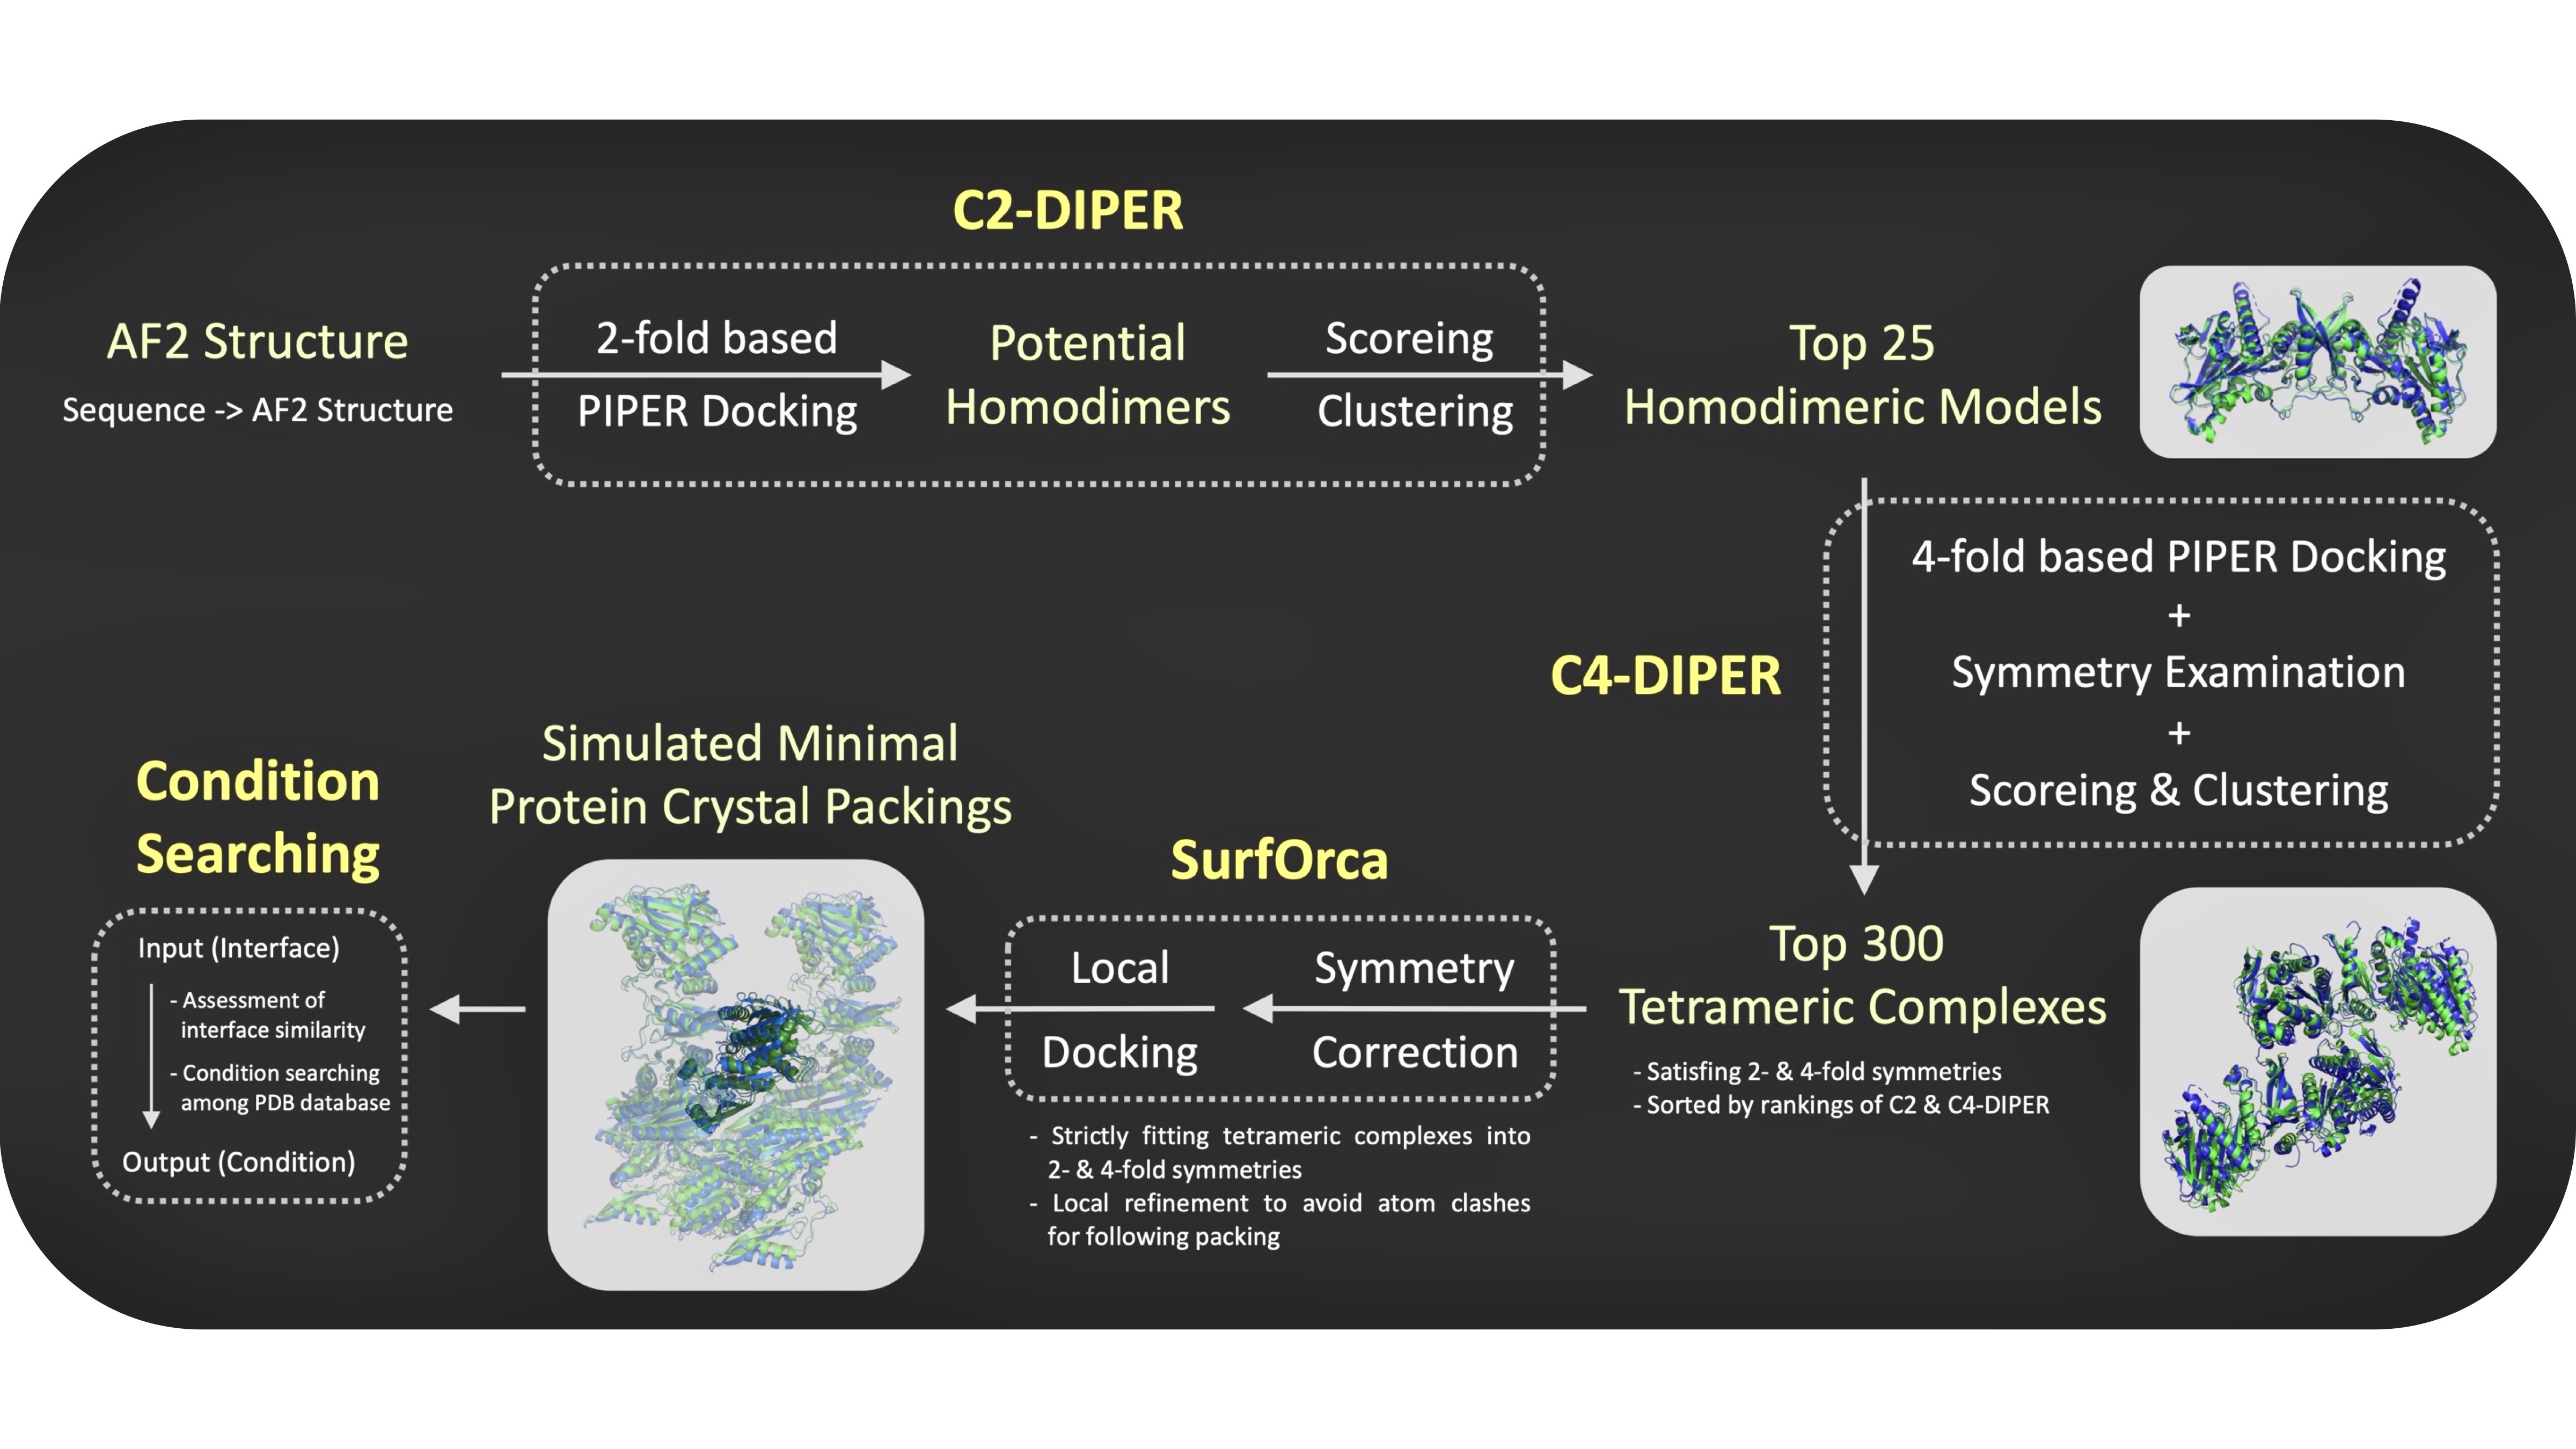 C2-DIPER
AF2 Structure
Sequence -> AF2 Structure
2-fold based
PIPER Docking
Potential
Homodimers
Scoreing
Clustering
Top 25
Homodimeric Models
C4-DIPER
4-fold based PIPER Docking
+
Symmetry Examination
+
Scoreing & Clustering
Top 300
Tetrameric Complexes
- Satisfing 2- & 4-fold symmetries
- Sorted by rankings of C2 & C4-DIPER
SurfOrca
Symmetry
Correction
Local
Docking
- Strictly fitting tetrameric complexes into
2- & 4-fold symmetries
- Local refinement to avoid atom clashes
for following packing
Simulated Minimal
Protein Crystal Packings
Condition
Searching
Input (Interface)
- Assessment of
interface similarity
- Condition searching
among PDB database
Output (Condition)